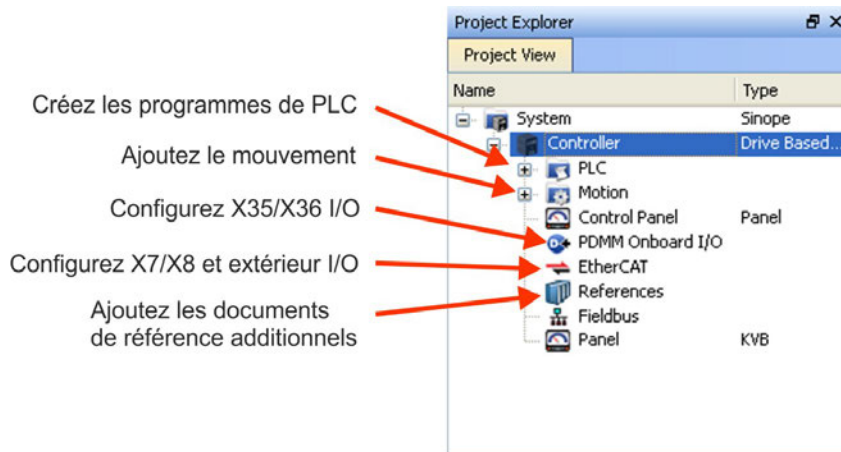 Project Explorer
Project View
Name Type
System Sinope
Controller Drive Based...
PLC
Motion
Control Panel Panel
PDMM Onboard I/O
EtherCAT
References
Fieldbus
Panel KVB
Créez les programmes de PLC
Ajoutez le mouvement
Configurez X35/X36 I/O
Configurez X7/X8 et extérieur I/O
Ajoutez les documents
de référence additionnels